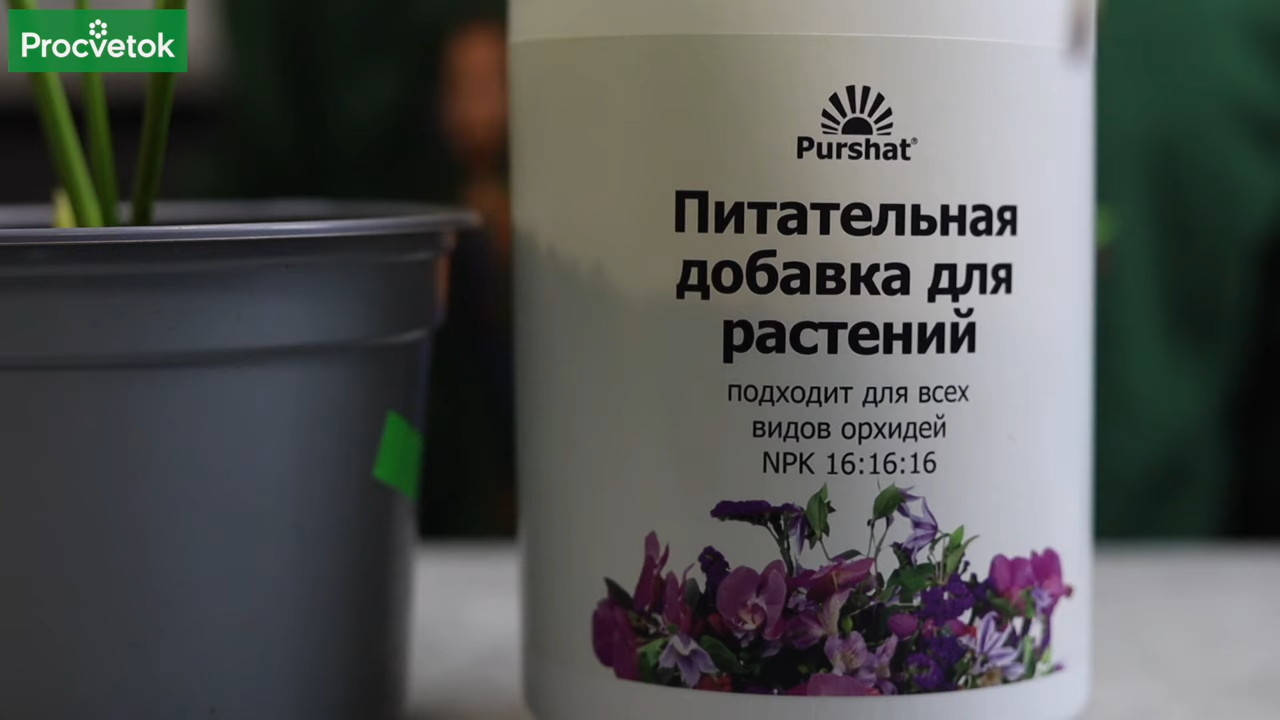 Procvetok
Purshat®
Питательная
добавка для
растений
подходит для всех
видов орхидей
NPK 16:16:16